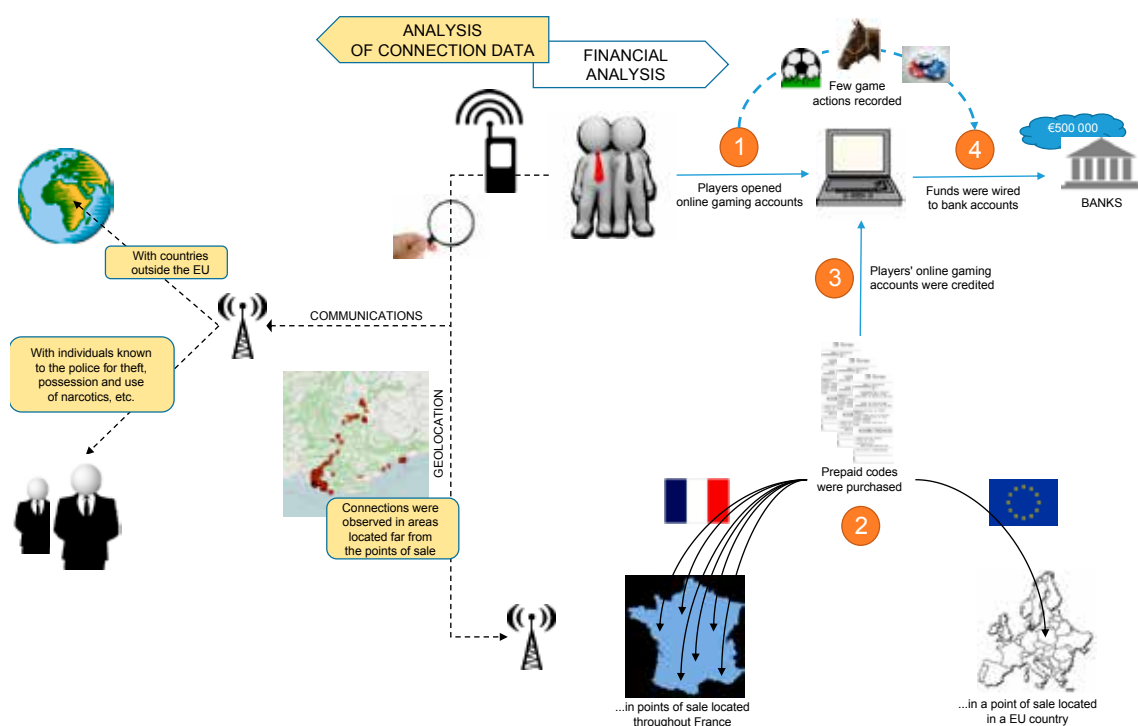 ANALYSIS
OF CONNECTION DATA
FINANCIAL
ANALYSIS
Few game
actions recorded
1
4
€500 000
Players opened
online gaming accounts
Funds were wired
to bank accounts
BANKS
With countries
outside the EU
3
Players' online gaming
accounts were credited
COMMUNICATIONS
With individuals known
to the police for theft,
possession and use
of narcotics, etc.
GEOLOCATION
Connections were
observed in areas
located far from
the points of sale
Prepaid codes
were purchased
2
...in points of sale located
throughout France
...in a point of sale located
in a EU country